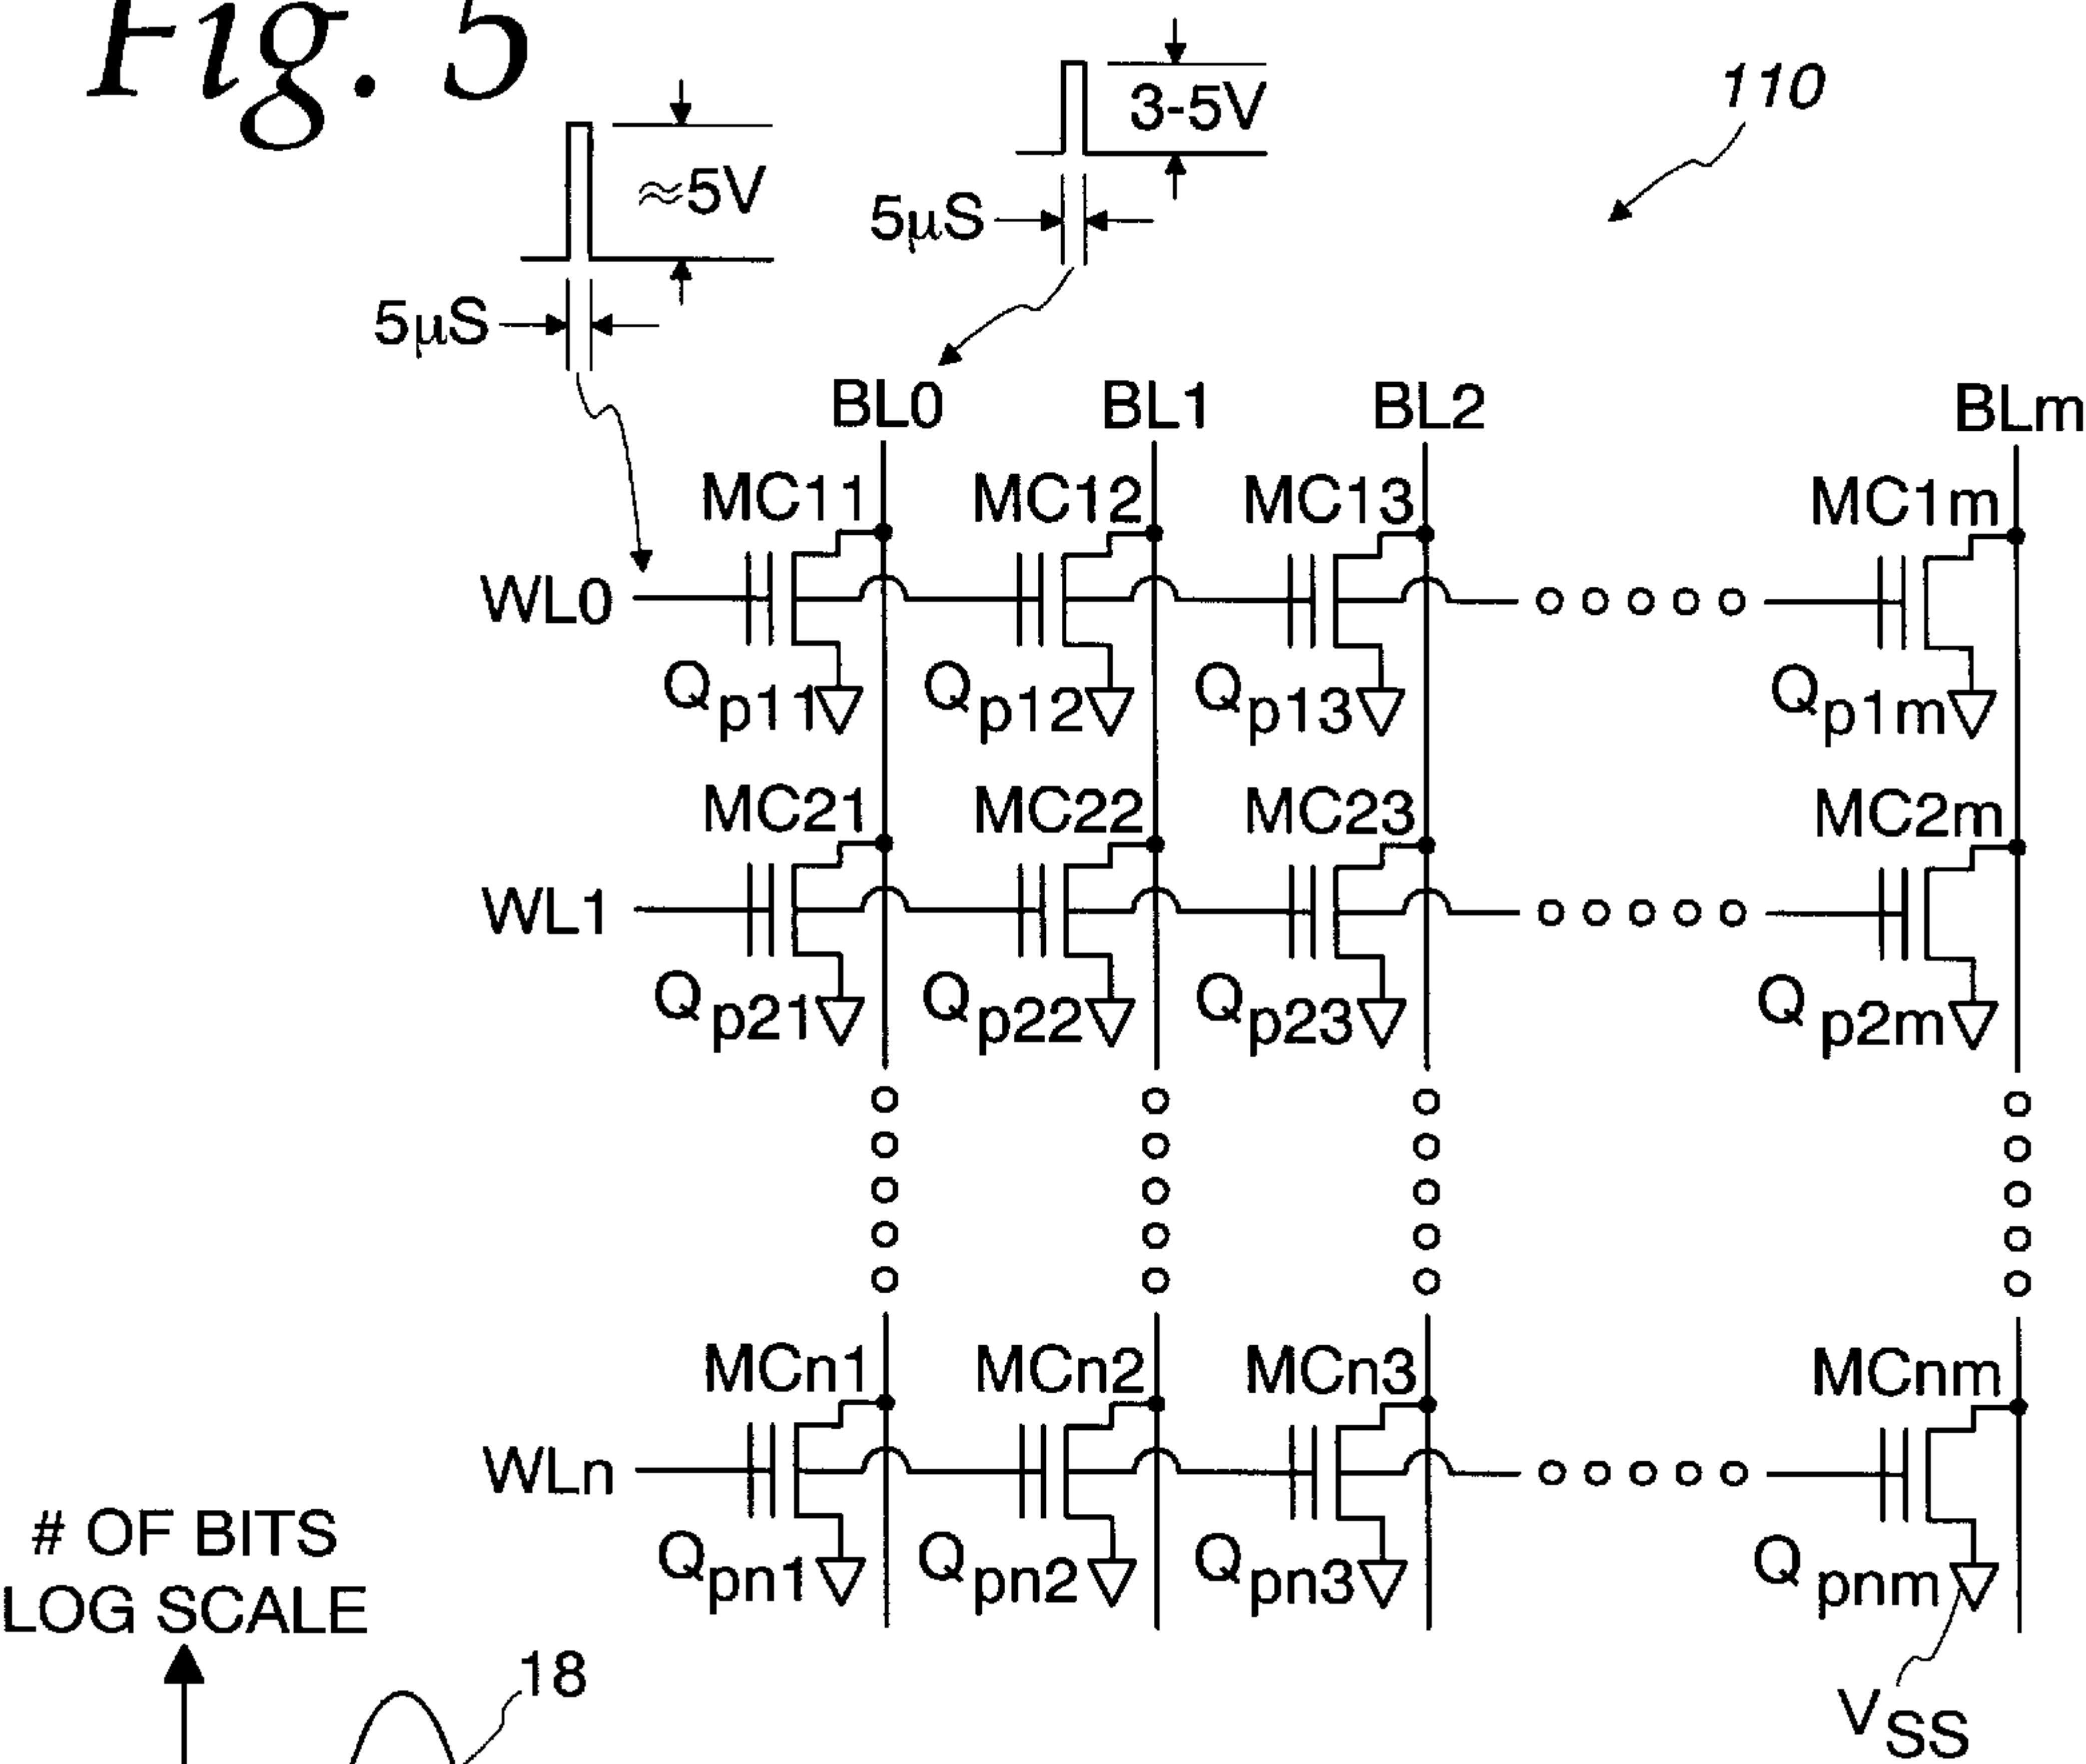 Fig. 5
3-5V
110
≈5V
5µS
5µS
BL0 BL1 BL2 BLm
MC11 MC12 MC13 MC1m
WL0
Qp11 Qp12 Qp13 Qp1m
MC21 MC22 MC23 MC2m
WL1
Qp21 Qp22 Qp23 Qp2m
MCn1 MCn2 MCn3 MCnm
WLn
Qpn1 Qpn2 Qpn3 Qpnm
# OF BITS
LOG SCALE
18
VSS